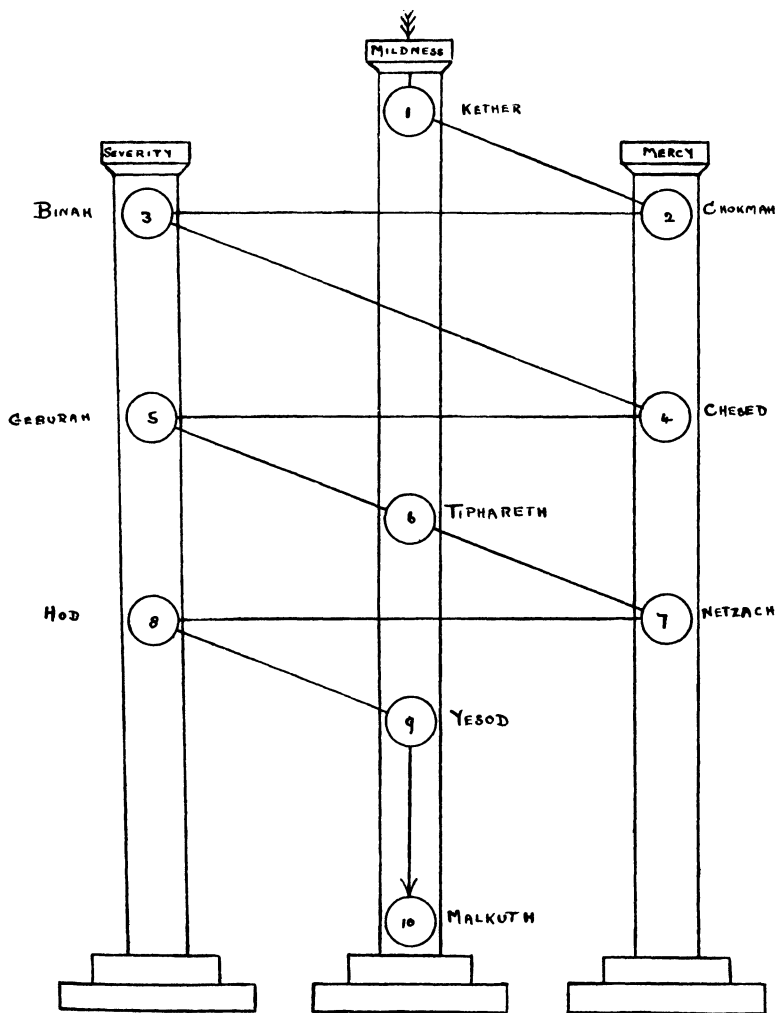 MILDNESS
1 KETHER
SEVERITY
MERCY
BINAH 3
2 CHOKMAH
GEBURAH 5
4 CHESED
6 TIPHARETH
HOD 8
7 NETZACH
9 YESOD
10 MALKUTH